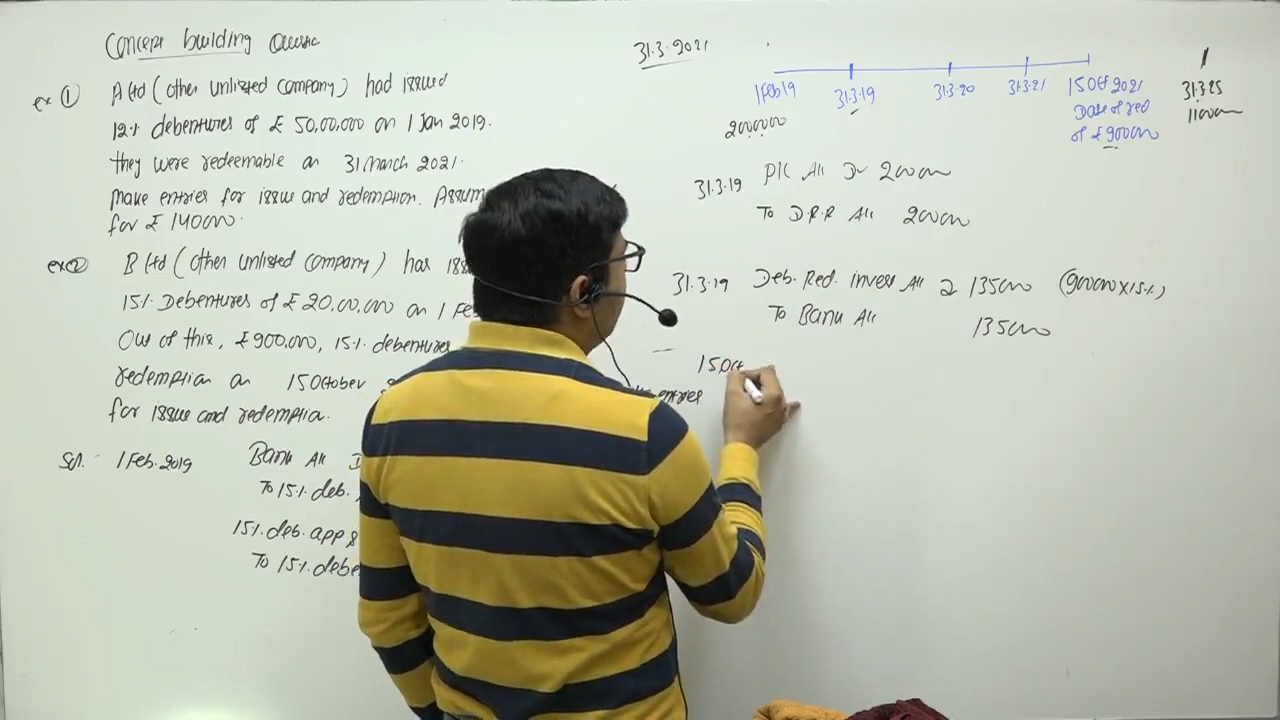 Concept building
ex ①
A Ltd (other unlisted company) had issued
12% debentures of ₹ 50,00,000 on 1 Jan 2019.
they were redeemable on 31 march 2021.
make entries for issue and redemption. Assum
for ₹ 140000.
ex②
B Ltd (other unlisted company) has iss
15% Debentures of ₹ 20,00,000 on 1 Fe
Out of this, ₹ 900,000, 15% debentures
redemption on 15 October
for issue and redemption.
Sol. 1 Feb. 2019 Bank A/c D
To 15% deb.
15% deb. app &
To 15% debe
31.3.2021
1 Feb 19 31.3.19 31.3.20 31.3.21 15 Oct 2021 31.3.25
2000000 Date of red 1100000
of ₹ 900000
31.3.19 P/L A/c Dr 200000
To D.R.R A/c 200000
31.3.19 Deb. Red. Invest A/c 135000 (900000 x 15%)
To Bank A/c 135000
15 Oct
entries